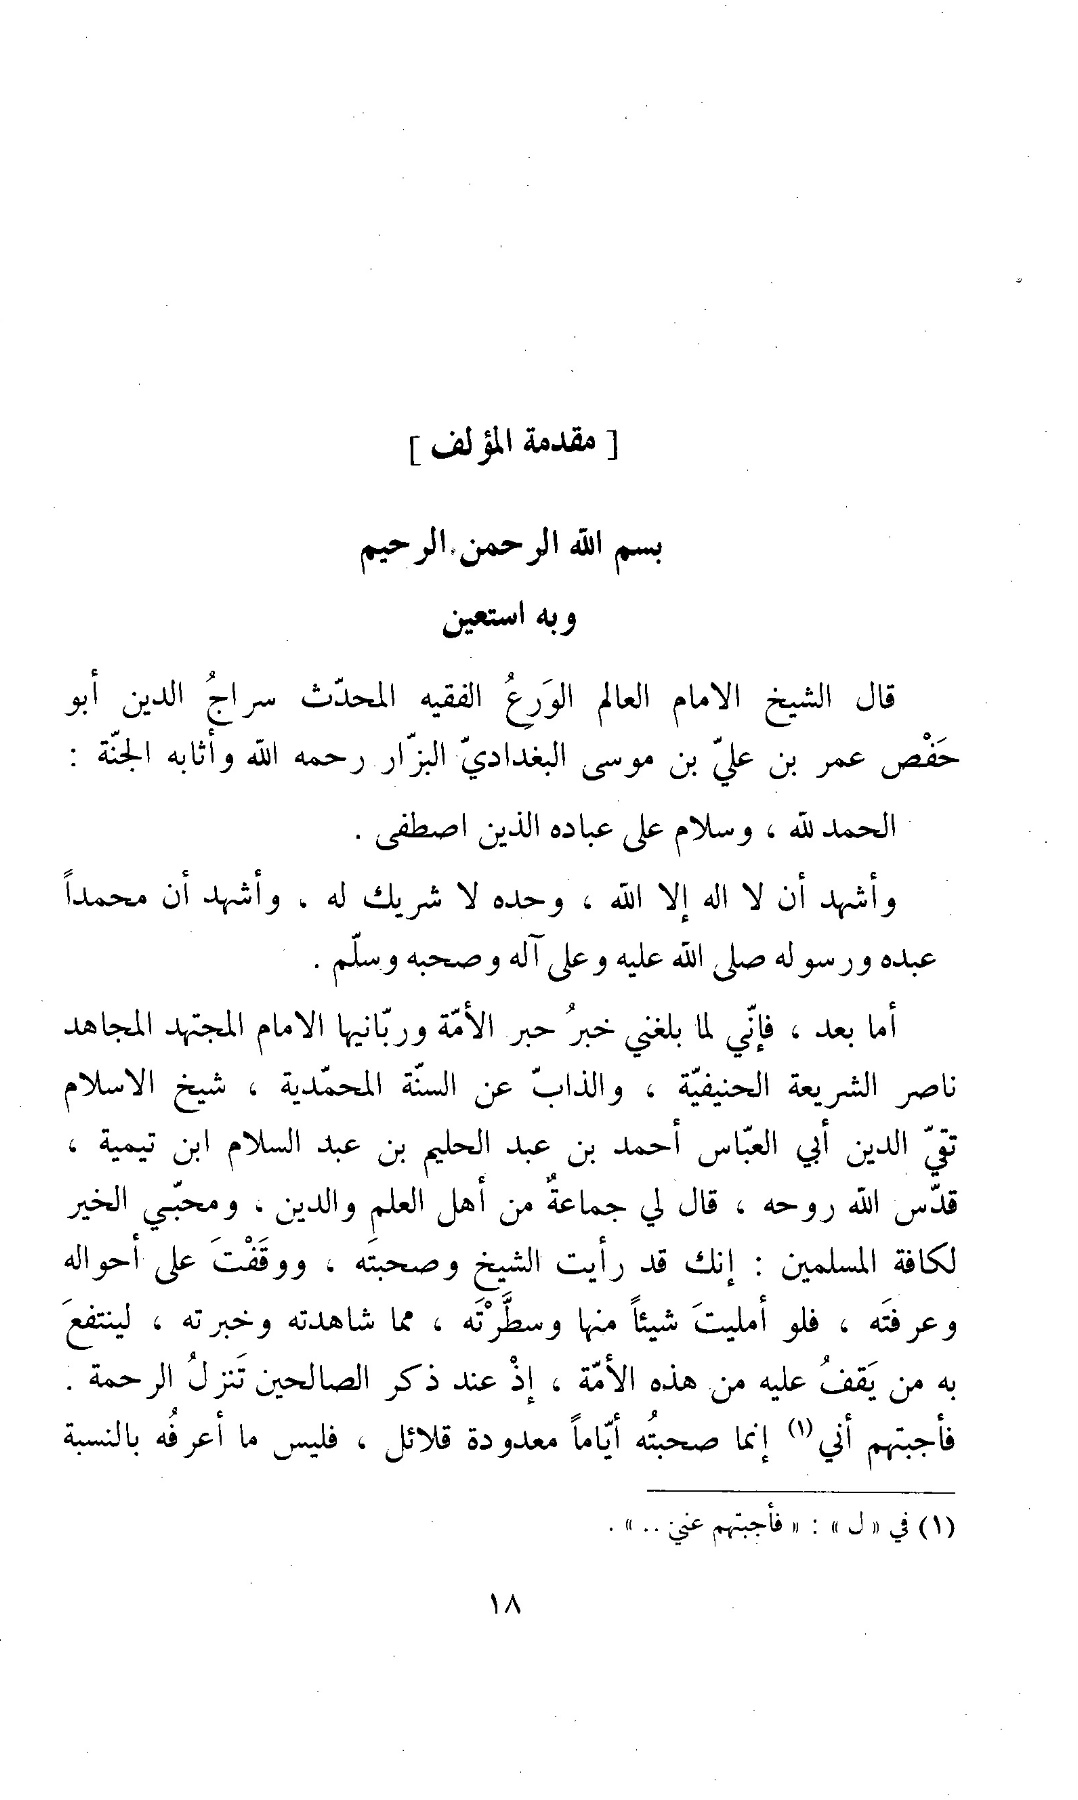 [ مقدمة المؤلف ]
بسم الله الرحمن الرحيم
وبه استعين
قال الشيخ الامام العالم الوَرِعُ الفقيه المحدّث سراجُ الدين أبو
حَفْص عمر بن عليّ بن موسى البغداديّ البزّار رحمه الله وأثابه الجنّة :
الحمد لله ، وسلام على عباده الذين اصطفى .
وأشهد أن لا اله إلا الله ، وحده لا شريك له ، وأشهد أن محمداً
عبده ورسوله صلى الله عليه وعلى آله وصحبه وسلّم .
أما بعد ، فإنّي لما بلغني خبرُ حبر الأمّة وربّانيها الامام المجتهد المجاهد
ناصر الشريعة الحنيفيّة ، والذابّ عن السنّة المحمّدية ، شيخ الاسلام
تقيّ الدين أبي العبّاس أحمد بن عبد الحليم بن عبد السلام ابن تيمية ،
قدّس الله روحه ، قال لي جماعةٌ من أهل العلم والدين ، ومحبّي الخير
لكافة المسلمين : إنك قد رأيت الشيخ وصحبتَه ، ووقَفْتَ على أحواله
وعرفتَه ، فلو أمليتَ شيئاً منها وسطَّرْتَه ، مما شاهدته وخبرته ، لينتفعَ
به من يَقفُ عليه من هذه الأمّة ، إذْ عند ذكر الصالحين تَنزلُ الرحمة .
فأجبتهم أني (١) إنما صحبتُه أيّاماً معدودة قلائل ، فليس ما أعرفُه بالنسبة
(١) في « ل » : « فأجبتهم عني .. » .
١٨